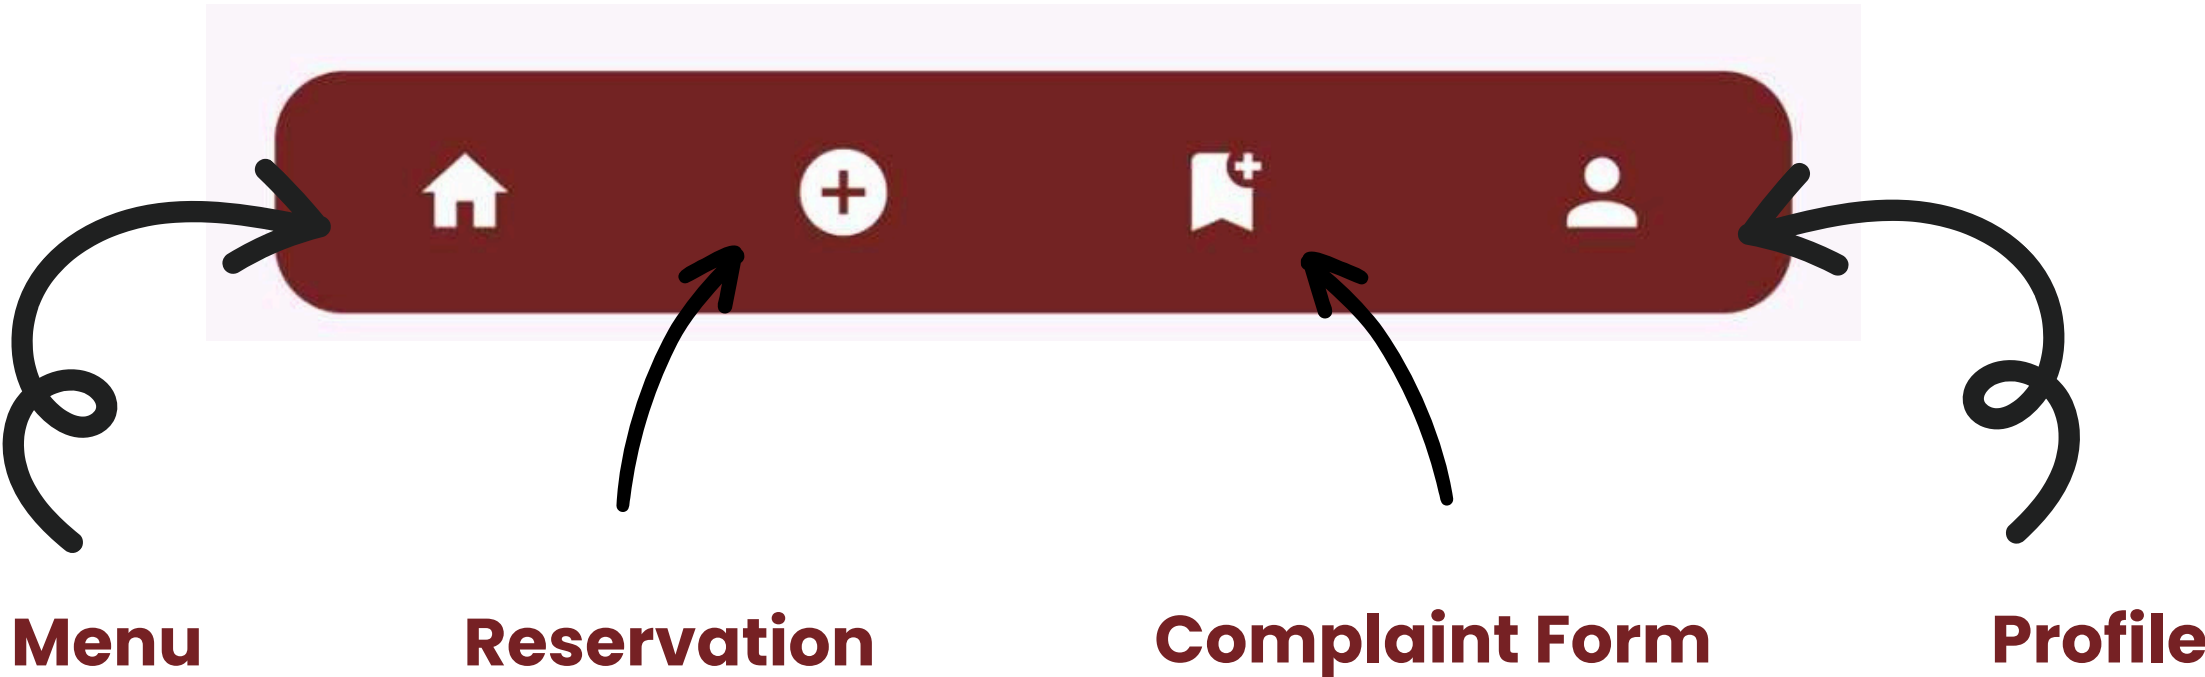 Menu
Reservation
Complaint Form
Profile